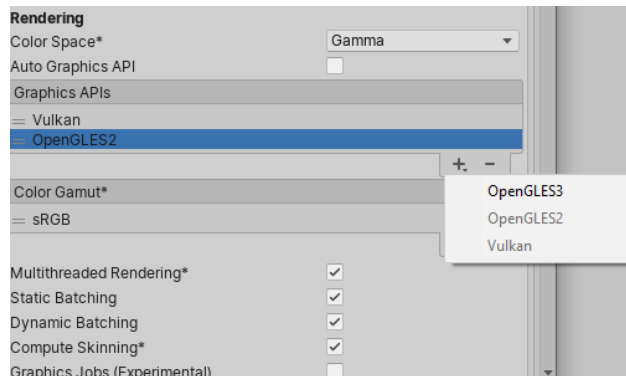 Rendering
Color Space* Gamma
Auto Graphics API
Graphics APIs
Vulkan
OpenGLES2
Color Gamut*
sRGB
OpenGLES3
OpenGLES2
Vulkan
Multithreaded Rendering*
Static Batching
Dynamic Batching
Compute Skinning*
Graphics Jobs (Experimental)